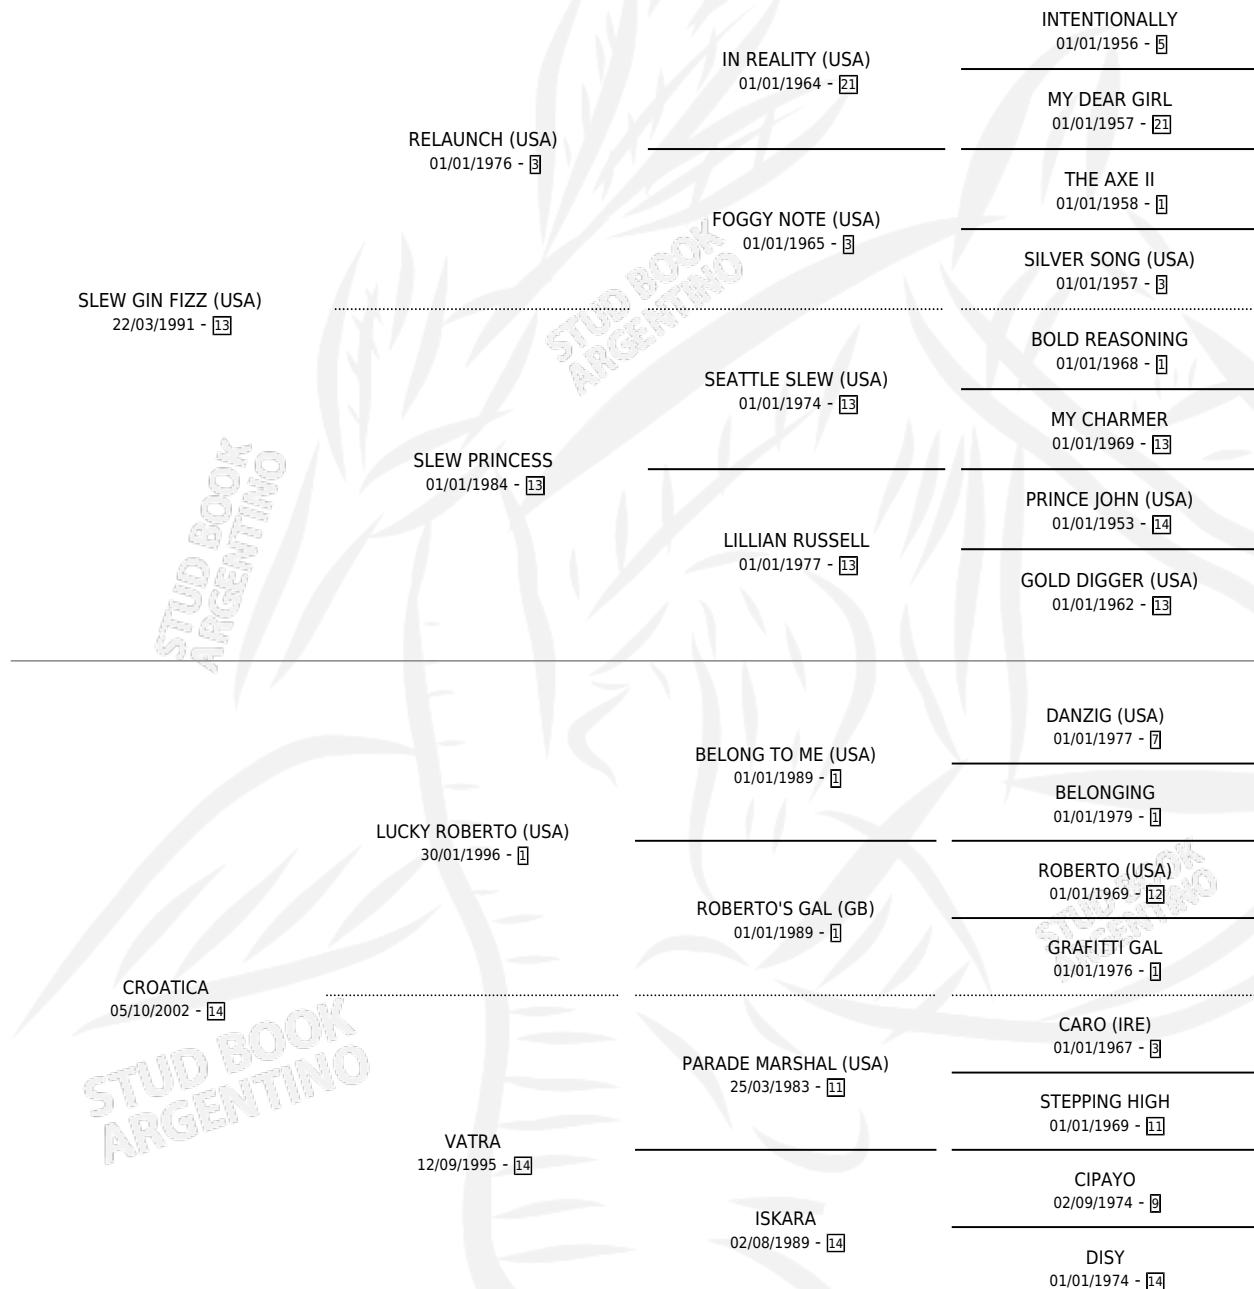 INTENTIONALLY
01/01/1956 - 5
IN REALITY (USA)
01/01/1964 - 21
MY DEAR GIRL
01/01/1957 - 21
RELAUNCH (USA)
01/01/1976 - 3
THE AXE II
01/01/1958 - 1
FOGGY NOTE (USA)
01/01/1965 - 3
SILVER SONG (USA)
01/01/1957 - 3
SLEW GIN FIZZ (USA)
22/03/1991 - 13
BOLD REASONING
01/01/1968 - 1
SEATTLE SLEW (USA)
01/01/1974 - 13
MY CHARMER
01/01/1969 - 13
SLEW PRINCESS
01/01/1984 - 13
PRINCE JOHN (USA)
01/01/1953 - 14
LILLIAN RUSSELL
01/01/1977 - 13
GOLD DIGGER (USA)
01/01/1962 - 13
DANZIG (USA)
01/01/1977 - 7
BELONG TO ME (USA)
01/01/1989 - 1
BELONGING
01/01/1979 - 1
LUCKY ROBERTO (USA)
30/01/1996 - 1
ROBERTO (USA)
01/01/1969 - 12
ROBERTO'S GAL (GB)
01/01/1989 - 1
GRAFITTI GAL
01/01/1976 - 1
CROATICA
05/10/2002 - 14
CARO (IRE)
01/01/1967 - 3
PARADE MARSHAL (USA)
25/03/1983 - 11
STEPPING HIGH
01/01/1969 - 11
VATRA
12/09/1995 - 14
CIPAYO
02/09/1974 - 9
ISKARA
02/08/1989 - 14
DISY
01/01/1974 - 14
STUD BOOK
ARGENTINO
STUD BOOK
ARGENTINO
STUD BOOK
ARGENTINO
STUD BOOK
ARGENTINO